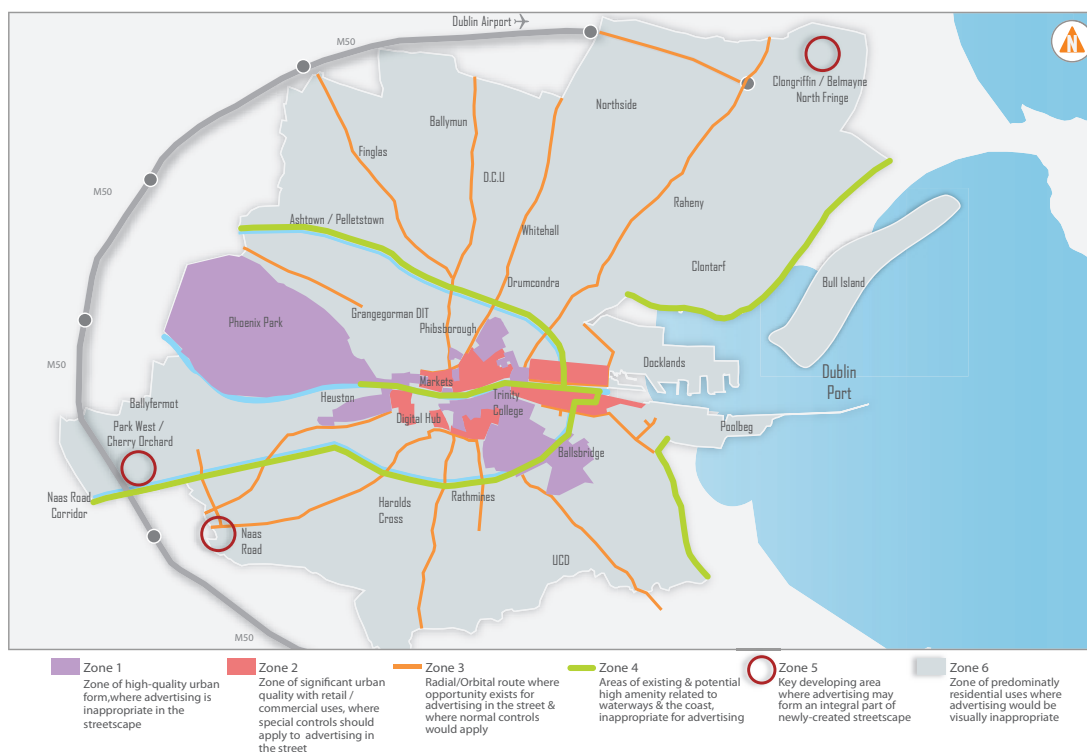 Dublin Airport
M50
N
Clongriffin / Belmayne
North Fringe
Northside
Ballymun
Finglas
D.C.U
M50
Raheny
Ashtown / Pelletstown
Whitehall
Clontarf
Drumcondra
Bull Island
Grangegorman DIT
Phoenix Park
Phibsborough
Docklands
M50
Markets
Dublin
Port
Heuston
Trinity
College
Ballyfermot
Digital Hub
Park West /
Cherry Orchard
Poolbeg
Ballsbridge
Naas Road
Corridor
Rathmines
Harolds
Cross
Naas
Road
UCD
M50
Zone 1
Zone of high-quality urban
form,where advertising is
inappropriate in the
streetscape
Zone 2
Zone of significant urban
quality with retail /
commercial uses, where
special controls should
apply to advertising in
the street
Zone 3
Radial/Orbital route where
opportunity exists for
advertising in the street &
where normal controls
would apply
Zone 4
Areas of existing & potential
high amenity related to
waterways & the coast,
inappropriate for advertising
Zone 5
Key developing area
where advertising may
form an integral part of
newly-created streetscape
Zone 6
Zone of predominatly
residential uses where
advertising would be
visually inappropriate